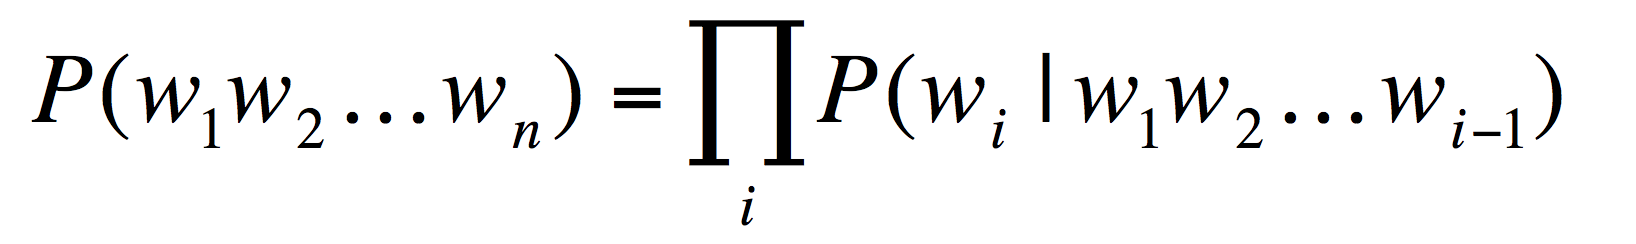 P(w₁w₂…wₙ) = ∏ᵢ P(wᵢ | w₁w₂…wᵢ₋₁)